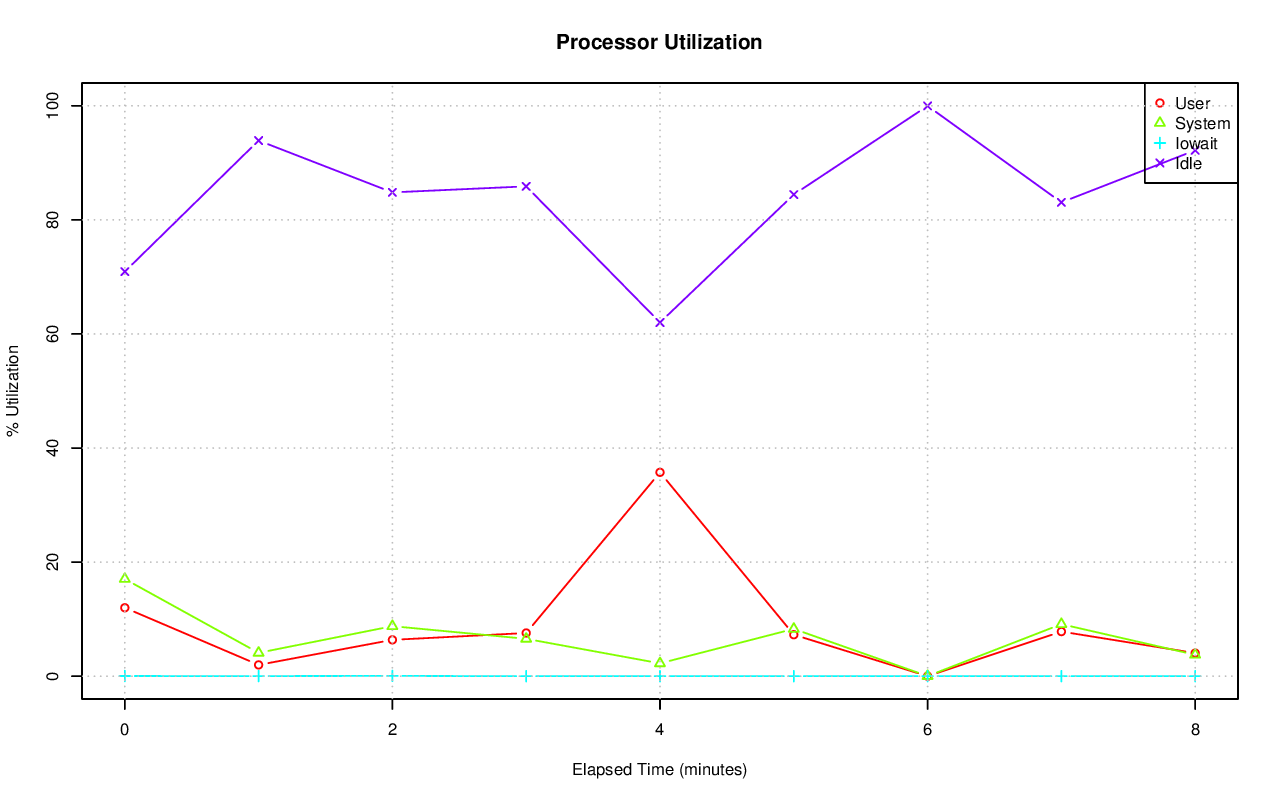 Processor Utilization
100
80
60
40
20
0
% Utilization
User
System
Iowait
Idle
0 2 4 6 8
Elapsed Time (minutes)